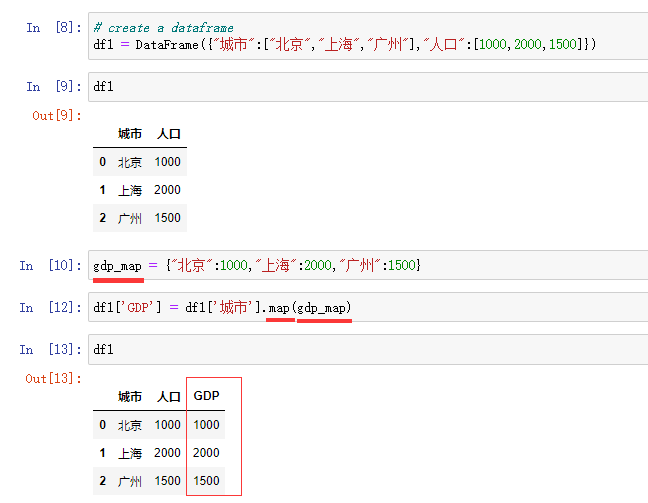 In [8]: # create a dataframe
df1 = DataFrame({"城市":["北京","上海","广州"],"人口":[1000,2000,1500]})
In [9]: df1
Out[9]:
城市 人口
0 北京 1000
1 上海 2000
2 广州 1500
In [10]: gdp_map = {"北京":1000,"上海":2000,"广州":1500}
In [12]: df1['GDP'] = df1['城市'].map(gdp_map)
In [13]: df1
Out[13]:
城市 人口 GDP
0 北京 1000 1000
1 上海 2000 2000
2 广州 1500 1500